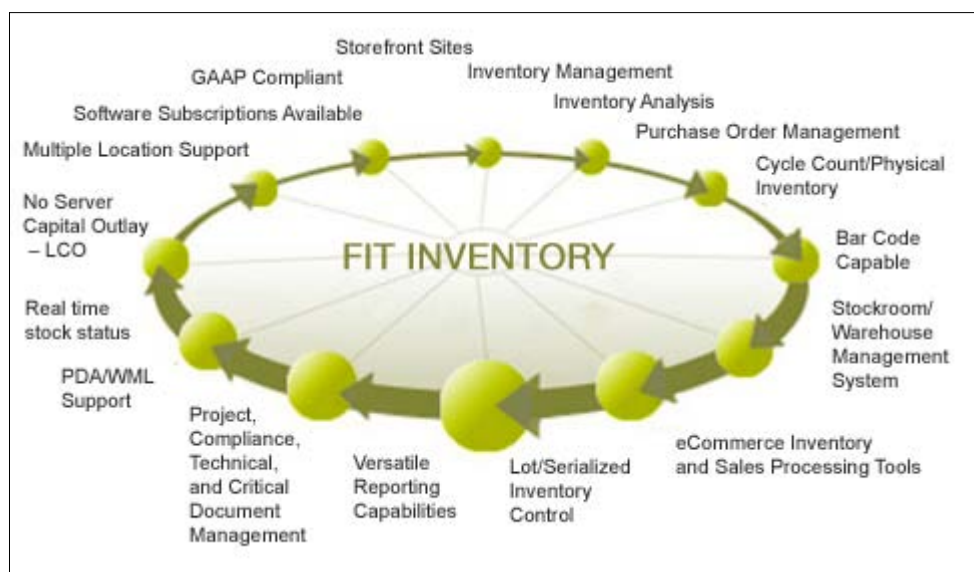 Storefront Sites
GAAP Compliant
Inventory Management
Software Subscriptions Available
Inventory Analysis
Multiple Location Support
Purchase Order Management
Cycle Count/Physical
Inventory
No Server
Capital Outlay
– LCO
FIT INVENTORY
Bar Code
Capable
Real time
stock status
Stockroom/
Warehouse
Management
System
PDA/WML
Support
Project,
Compliance,
Technical,
and Critical
Document
Management
Versatile
Reporting
Capabilities
Lot/Serialized
Inventory
Control
eCommerce Inventory
and Sales Processing Tools